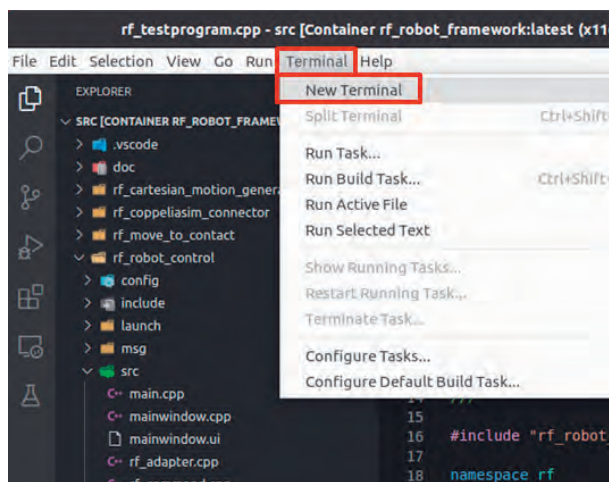 rf_testprogram.cpp - src [Container rf_robot_framework:latest (x11
File Edit Selection View Go Run Terminal Help
EXPLORER
SRC [CONTAINER RF_ROBOT_FRAMEW
.vscode
doc
rf_cartesian_motion_gener
rf_coppeliasim_connector
rf_move_to_contact
rf_robot_control
config
include
launch
msg
src
main.cpp
mainwindow.cpp
mainwindow.ui
rf_adapter.cpp
New Terminal
Split Terminal Ctrl+Shift
Run Task...
Run Build Task... Ctrl+Shift
Run Active File
Run Selected Text
Show Running Tasks...
Restart Running Task...
Terminate Task...
Configure Tasks...
Configure Default Build Task...
15
16 #include "rf_robot_
17
18 namespace rf